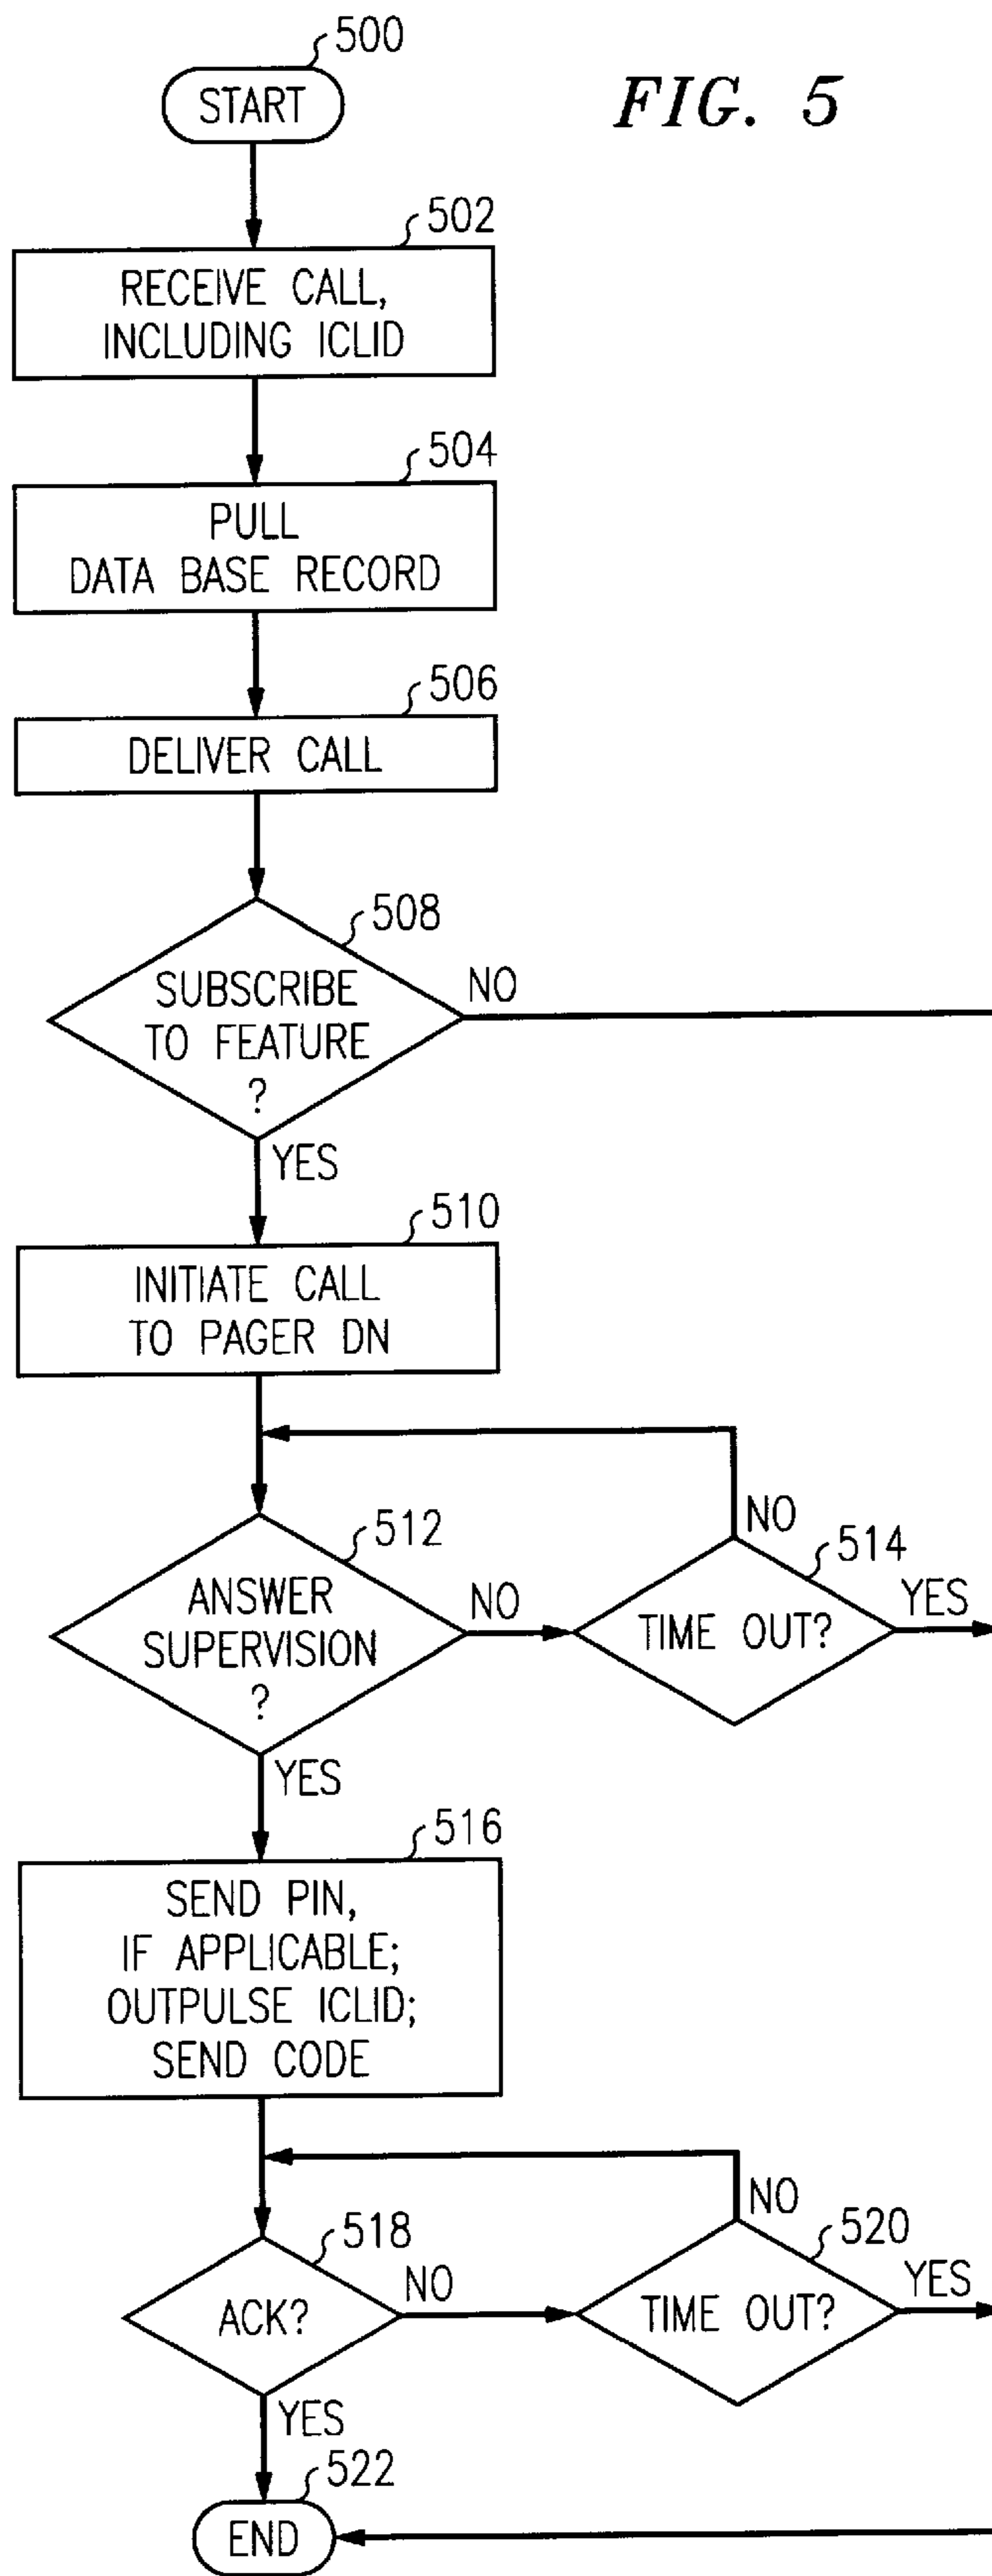 500
START
FIG. 5
502
RECEIVE CALL,
INCLUDING ICLID
504
PULL
DATA BASE RECORD
506
DELIVER CALL
508
SUBSCRIBE
TO FEATURE
?
NO
YES
510
INITIATE CALL
TO PAGER DN
512
ANSWER
SUPERVISION
?
NO
YES
514
TIME OUT?
NO
YES
516
SEND PIN,
IF APPLICABLE;
OUTPULSE ICLID;
SEND CODE
518
ACK?
NO
YES
520
TIME OUT?
NO
YES
522
END